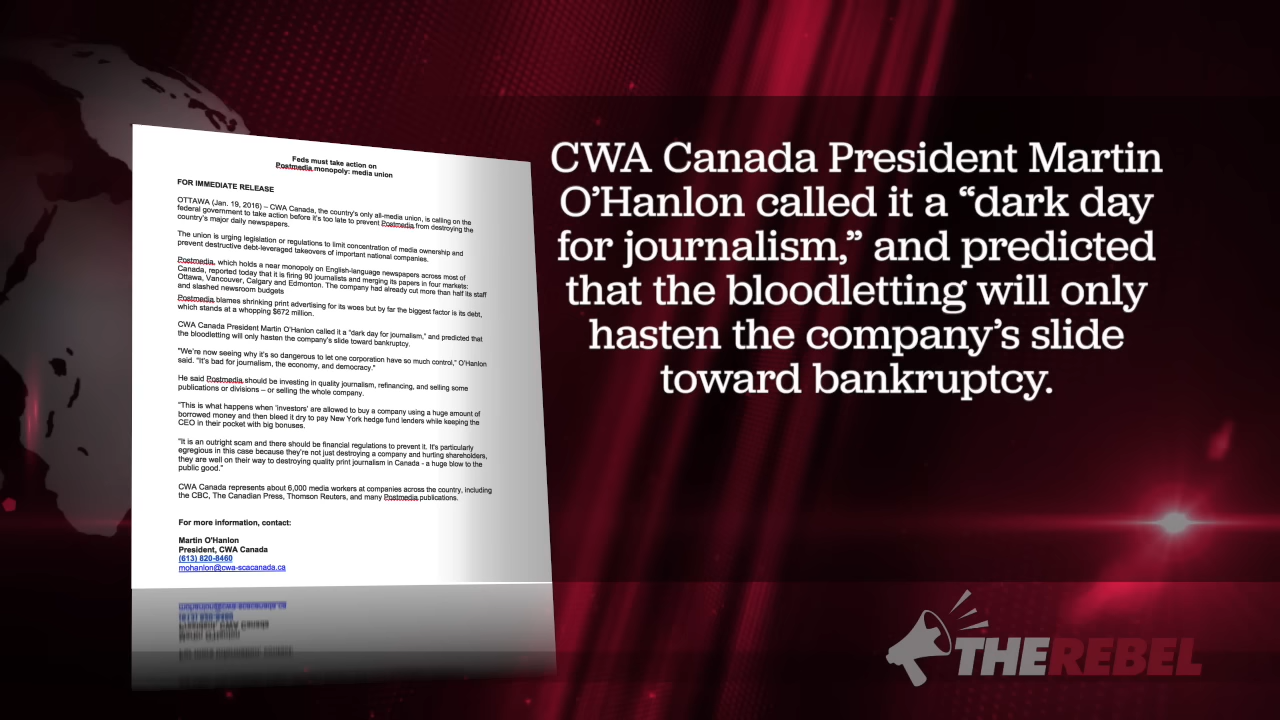 Feds must take action on
Postmedia monopoly: media union
FOR IMMEDIATE RELEASE
OTTAWA (Jan. 19, 2016) – CWA Canada, the country's only all-media union, is calling on the
federal government to take action before it's too late to prevent Postmedia from destroying the
country's major daily newspapers.
The union is urging legislation or regulations to limit concentration of media ownership and
prevent destructive debt-leveraged takeovers of important national companies.
Postmedia, which holds a near monopoly on English-language newspapers across most of
Canada, reported today that it is firing 90 journalists and merging its papers in four markets:
Ottawa, Vancouver, Calgary and Edmonton. The company had already cut more than half its staff
and slashed newsroom budgets
Postmedia blames shrinking print advertising for its woes but by far the biggest factor is its debt,
which stands at a whopping $672 million.
CWA Canada President Martin O'Hanlon called it a "dark day for journalism," and predicted that
the bloodletting will only hasten the company's slide toward bankruptcy.
"We're now seeing why it's so dangerous to let one corporation have so much control," O'Hanlon
said. "It's bad for journalism, the economy, and democracy."
He said Postmedia should be investing in quality journalism, refinancing, and selling some
publications or divisions – or selling the whole company.
"This is what happens when 'investors' are allowed to buy a company using a huge amount of
borrowed money and then bleed it dry to pay New York hedge fund lenders while keeping the
CEO in their pocket with big bonuses.
"It is an outright scam and there should be financial regulations to prevent it. It's particularly
egregious in this case because they're not just destroying a company and hurting shareholders,
they are well on their way to destroying quality print journalism in Canada - a huge blow to the
public good."
CWA Canada represents about 6,000 media workers at companies across the country, including
the CBC, The Canadian Press, Thomson Reuters, and many Postmedia publications.
For more information, contact:
Martin O'Hanlon
President, CWA Canada
(613) 820-8460
mohanlon@cwa-scacanada.ca
CWA Canada President Martin
O’Hanlon called it a “dark day
for journalism,” and predicted
that the bloodletting will only
hasten the company’s slide
toward bankruptcy.
THEREBEL